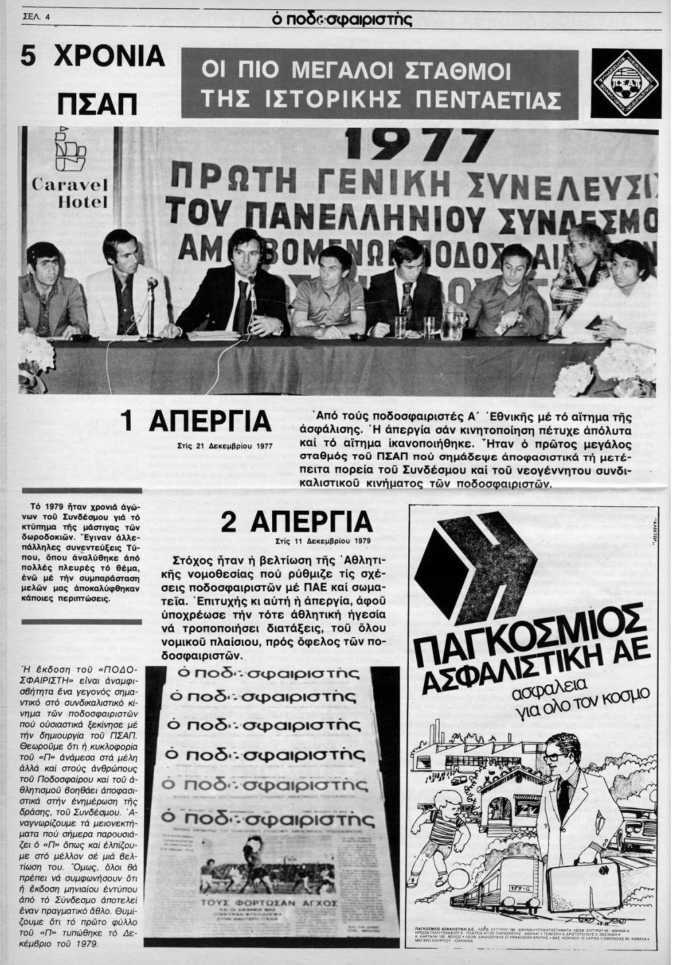 ΣΕΛ. 4
ὁ ποδοσφαιριστής
5 ΧΡΟΝΙΑ
ΠΣΑΠ
ΟΙ ΠΙΟ ΜΕΓΑΛΟΙ ΣΤΑΘΜΟΙ
ΤΗΣ ΙΣΤΟΡΙΚΗΣ ΠΕΝΤΑΕΤΙΑΣ
Π.Σ.Α.Π.
Caravel
Hotel
1977
ΠΡΩΤΗ ΓΕΝΙΚΗ ΣΥΝΕΛΕΥΣΙ
ΤΟΥ ΠΑΝΕΛΛΗΝΙΟΥ ΣΥΝΔΕΣΜΟ
1 ΑΠΕΡΓΙΑ
Στίς 21 Δεκεμβρίου 1977
Ἀπό τούς ποδοσφαιριστές Α΄ Ἐθνικῆς μέ τό αἴτημα τῆς
ἀσφάλισης. Ἡ ἀπεργία σάν κινητοποίηση πέτυχε ἀπόλυτα
καί τό αἴτημα ἱκανοποιήθηκε. Ἤταν ὁ πρῶτος μεγάλος
σταθμός τοῦ ΠΣΑΠ πού σημάδεψε ἀποφασιστικά τή μετέ-
πειτα πορεία τοῦ Συνδέσμου καί τοῦ νεογέννητου συνδι-
καλιστικοῦ κινήματος τῶν ποδοσφαιριστῶν.
Τό 1979 ἦταν χρονιά ἀγώ-
νων τοῦ Συνδέσμου γιά τό
κτύπημα τῆς μάστιγας τῶν
δωροδοκιῶν. Ἔγιναν ἀλλε-
πάλληλες συνεντεύξεις Τύ-
που, ὅπου ἀναλύθηκε ἀπό
πολλές πλευρές τό θέμα,
ἐνῶ μέ τήν συμπαράσταση
μελῶν μας ἀποκαλύφθηκαν
κάποιες περιπτώσεις.
2 ΑΠΕΡΓΙΑ
Στίς 11 Δεκεμβρίου 1979
Στόχος ἦταν ἡ βελτίωση τῆς Ἀθλητι-
κῆς νομοθεσίας πού ρύθμιζε τίς σχέ-
σεις ποδοσφαιριστῶν μέ ΠΑΕ καί σωμα-
τεῖα. Ἐπιτυχής κι αὐτή ἡ ἀπεργία, ἀφοῦ
ὑποχρέωσε τήν τότε ἀθλητική ἡγεσία
νά τροποποιήσει διατάξεις, τοῦ ὅλου
νομικοῦ πλαίσιου, πρός ὄφελος τῶν πο-
δοσφαιριστῶν.
Ἡ ἔκδοση τοῦ «ΠΟΔΟ-
ΣΦΑΙΡΙΣΤΗ» εἶναι ἀναμφι-
σβήτητα ἕνα γεγονός σημα-
ντικό στό συνδικαλιστικό κί-
νημα τῶν ποδοσφαιριστῶν
πού οὐσιαστικά ξεκίνησε μέ
τήν δημιουργία τοῦ ΠΣΑΠ.
Θεωροῦμε ὅτι ἡ κυκλοφορία
τοῦ «Π» ἀνάμεσα στά μέλη
ἀλλά καί στούς ἀνθρώπους
τοῦ Ποδοσφαίρου καί τοῦ ἀ-
θλητισμοῦ βοηθάει ἀποφασι-
στικά στήν ἐνημέρωση τῆς
δράσης, τοῦ Συνδέσμου. Ἀ-
ναγνωρίζουμε τά μειονεκτή-
ματα πού σήμερα παρουσιά-
ζει ὁ «Π» ὅπως καί ἐλπίζου-
με στό μέλλον σέ μιά βελ-
τίωση του. Ὅμως, ὅλοι θά
πρέπει νά συμφωνήσουν ὅτι
ἡ ἔκδοση μηνιαίου ἐντύπου
ἀπό τό Σύνδεσμο ἀποτελεῖ
ἕναν πραγματικό ἆθλο. Θυμί-
ζουμε ὅτι τό πρῶτο φύλλο
τοῦ «Π» τυπώθηκε τό Δε-
κέμβριο τοῦ 1979.
ὁ ποδοσφαιριστής
ὁ ποδοσφαιριστής
ὁ ποδοσφαιριστής
ὁ ποδοσφαιριστής
ὁ ποδοσφαιριστής
ὁ ποδοσφαιριστής
ΤΟΥΣ ΦΟΡΤΩΣΑΝ ΑΓΧΟΣ
ΠΑΓΚΟΣΜΙΟΣ
ΑΣΦΑΛΙΣΤΙΚΗ ΑΕ
ασφαλεια
για ολο τον κοσμο